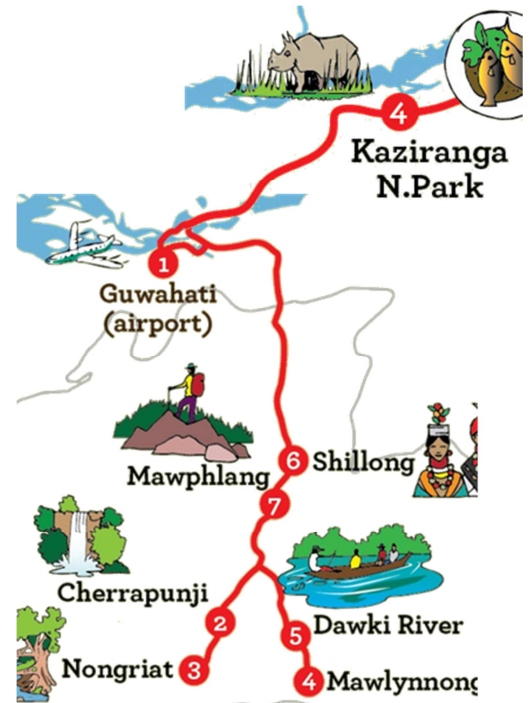 4
Kaziranga
N.Park
1
Guwahati
(airport)
6 Shillong
Mawphlang
7
Cherrapunji
2
Dawki River
5
Nongriat 3
4 Mawlynnong